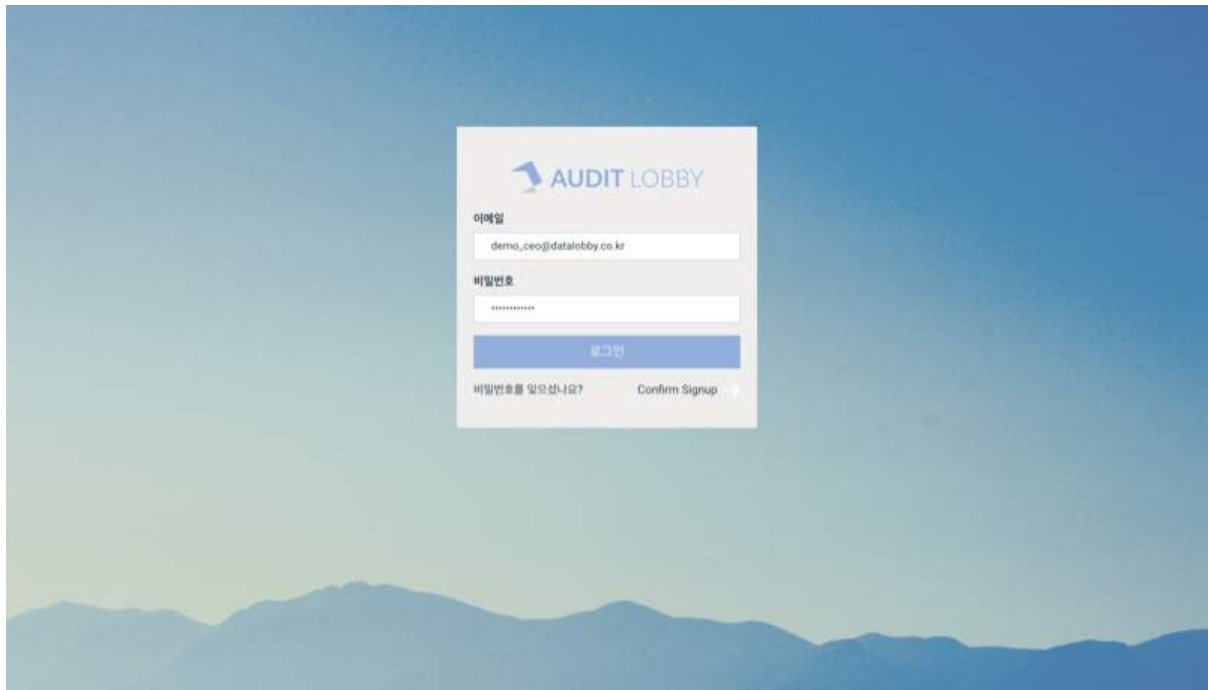 AUDIT LOBBY
이메일
demo_ceo@datalobby.co.kr
비밀번호
************
로그인
비밀번호를 잊으셨나요? Confirm Signup